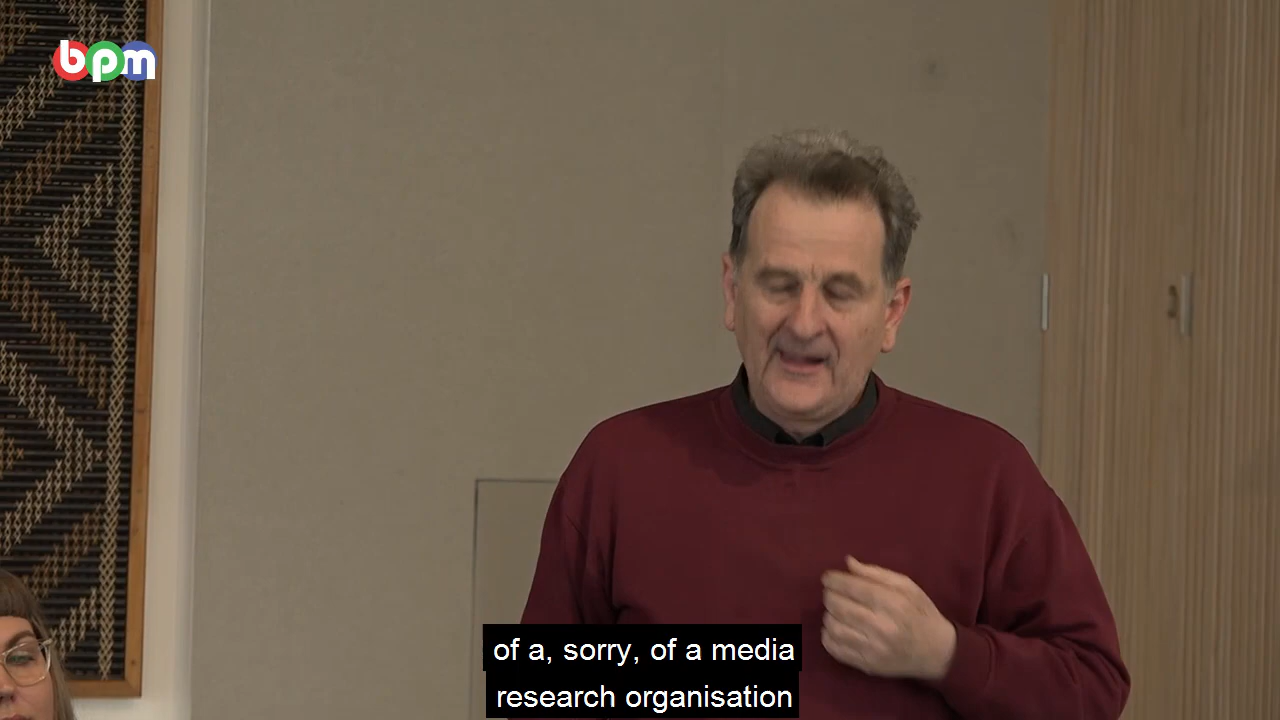 bpm
of a, sorry, of a media
research organisation